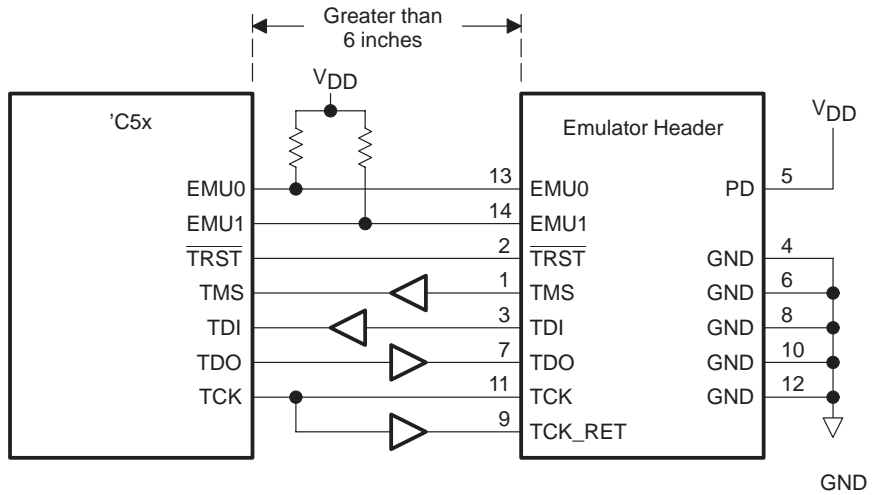 Greater than
6 inches
VDD
'C5x
Emulator Header
VDD
EMU0 13 EMU0 PD 5
EMU1 14 EMU1
TRST 2 TRST GND 4
TMS 1 TMS GND 6
TDI 3 TDI GND 8
TDO 7 TDO GND 10
TCK 11 TCK GND 12
9 TCK_RET
GND